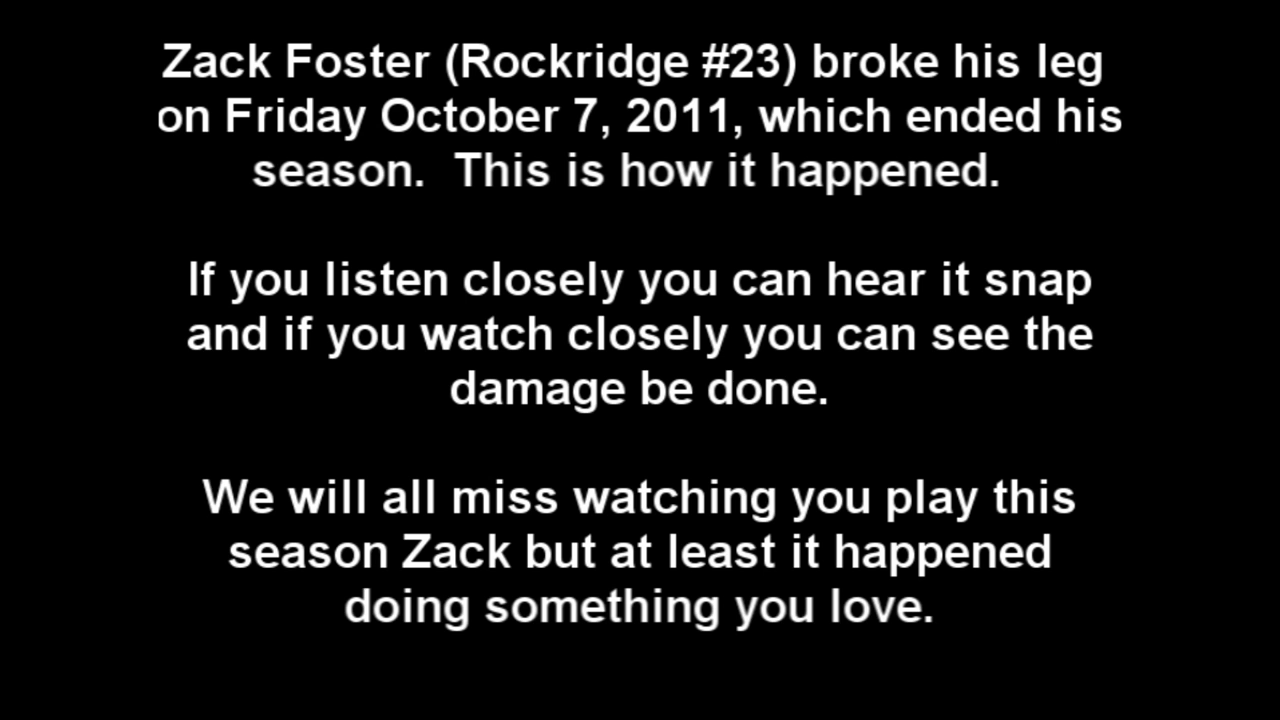 Zack Foster (Rockridge #23) broke his leg
on Friday October 7, 2011, which ended his
season.  This is how it happened.
If you listen closely you can hear it snap
and if you watch closely you can see the
damage be done.
We will all miss watching you play this
season Zack but at least it happened
doing something you love.